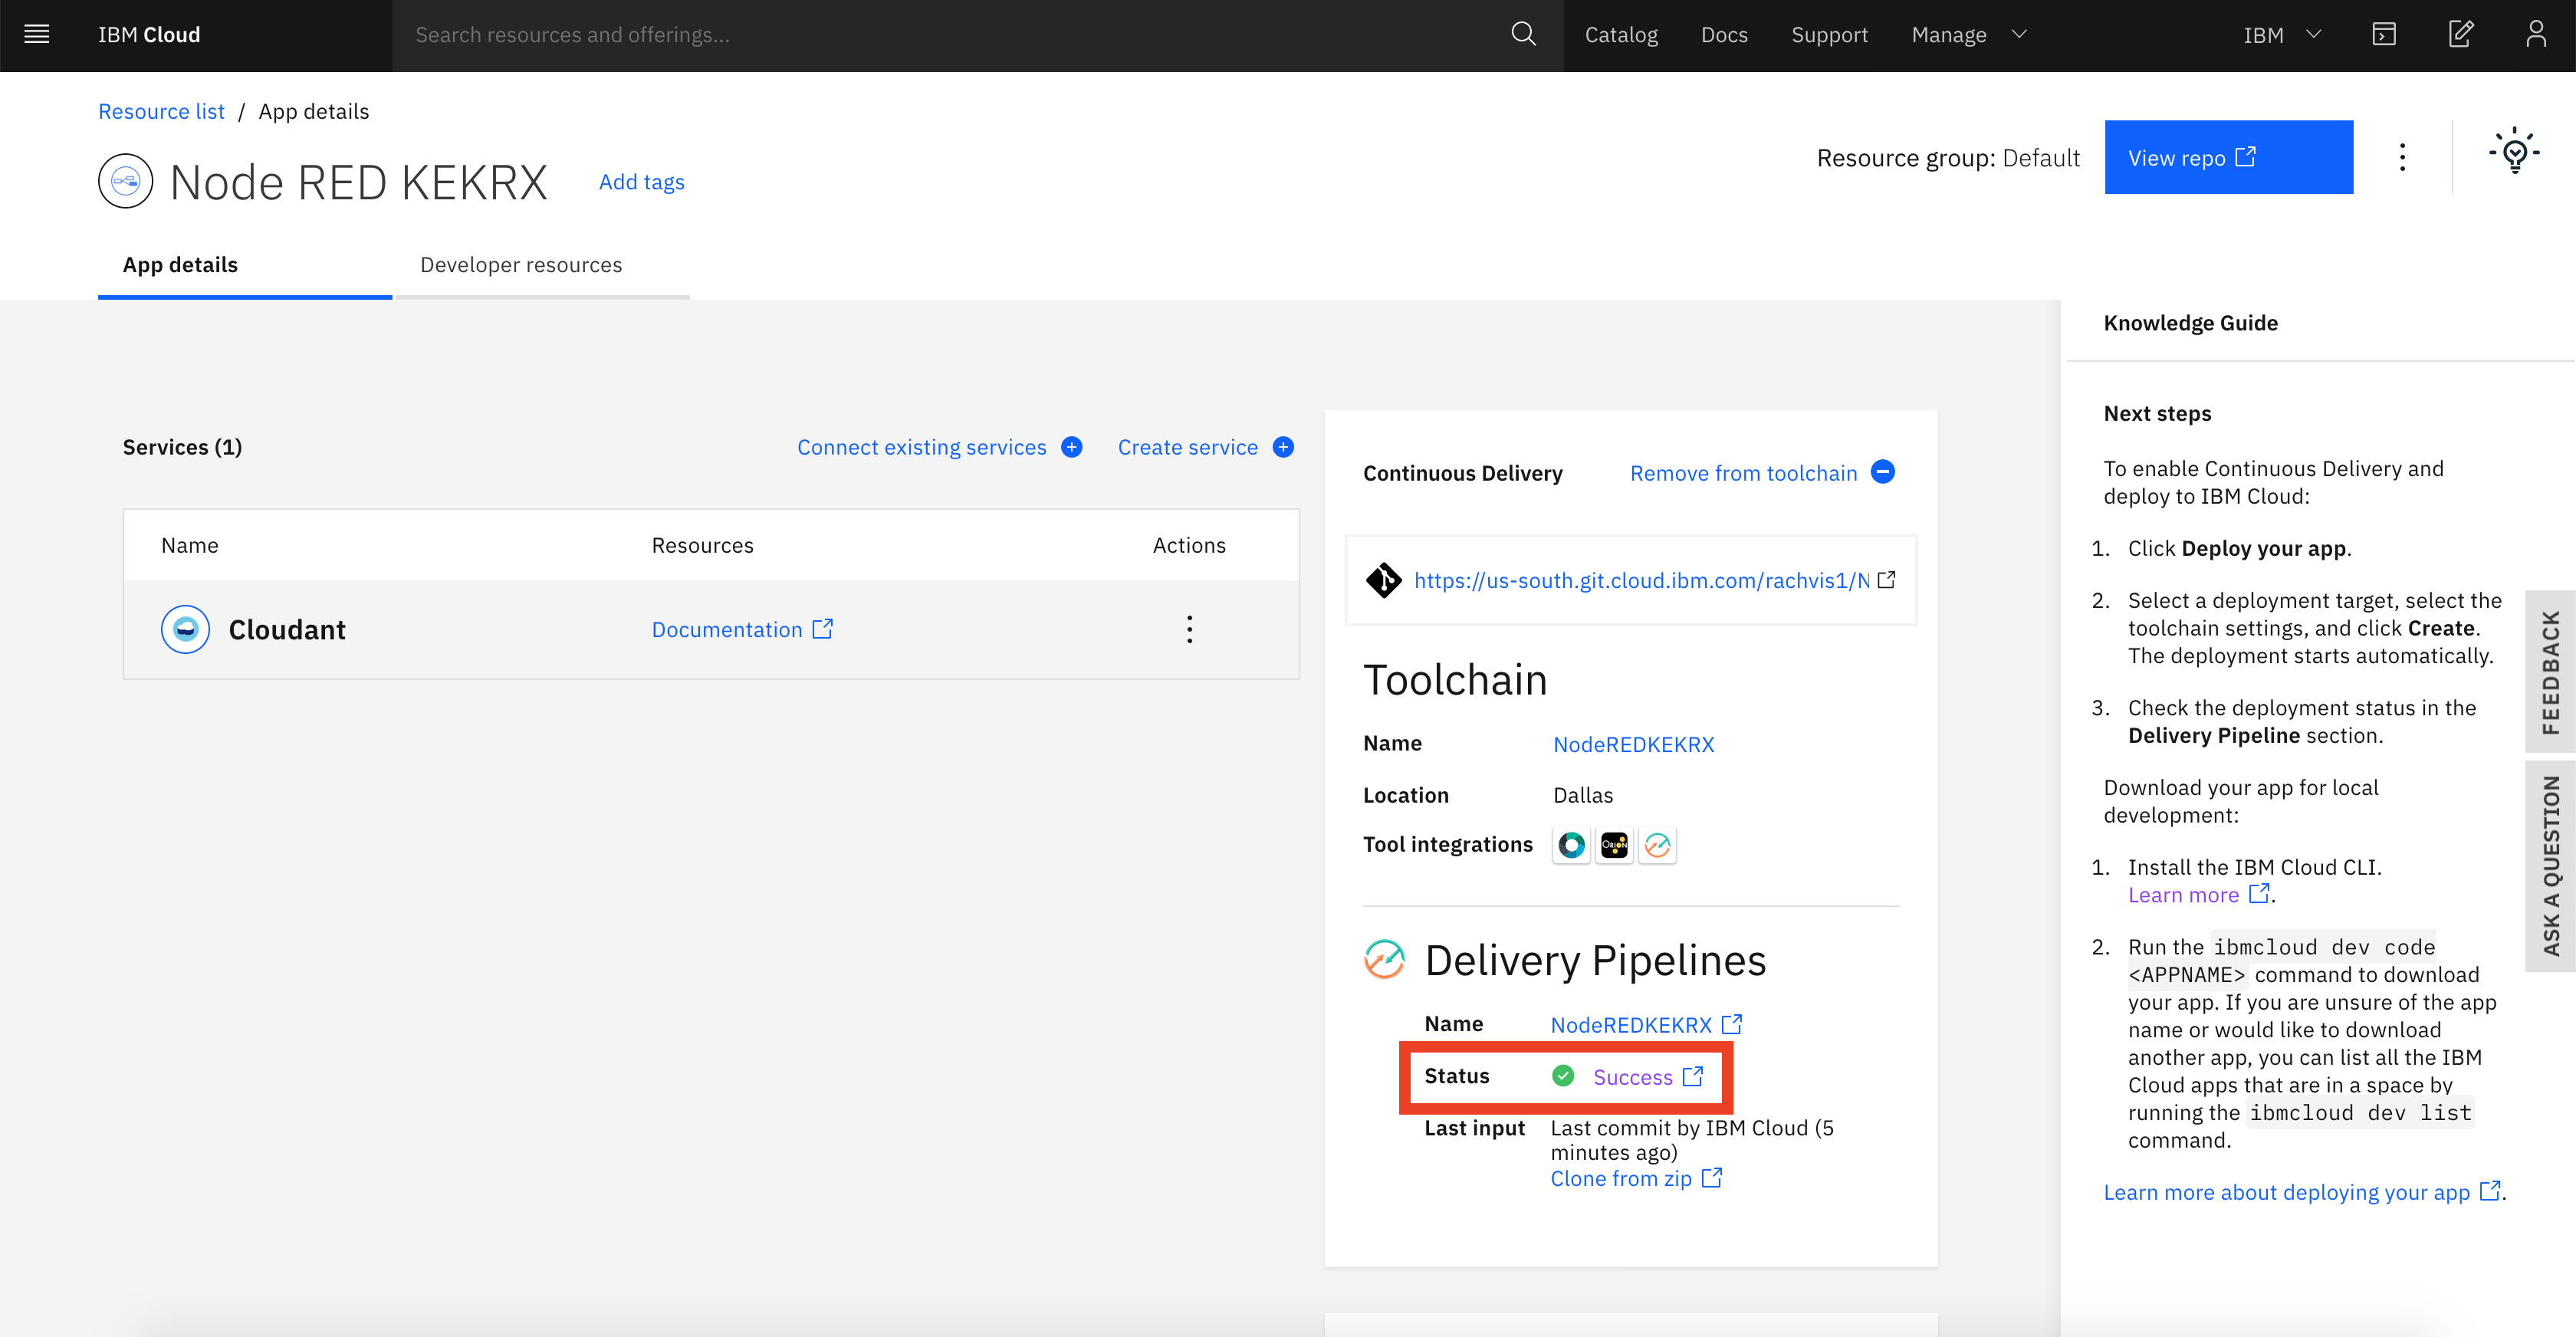 IBM Cloud
Search resources and offerings...
Catalog
Docs
Support
Manage
IBM
Resource list / App details
Node RED KEKRX
Add tags
Resource group: Default
View repo
App details
Developer resources
Services (1)
Connect existing services
Create service
Name
Resources
Actions
Cloudant
Documentation
Continuous Delivery
Remove from toolchain
https://us-south.git.cloud.ibm.com/rachvis1/N
Toolchain
Name
NodeREDKEKRX
Location
Dallas
Tool integrations
ORION
Delivery Pipelines
Name
NodeREDKEKRX
Status
Success
Last input
Last commit by IBM Cloud (5
minutes ago)
Clone from zip
Knowledge Guide
Next steps
To enable Continuous Delivery and
deploy to IBM Cloud:
1. Click Deploy your app.
2. Select a deployment target, select the
toolchain settings, and click Create.
The deployment starts automatically.
3. Check the deployment status in the
Delivery Pipeline section.
Download your app for local
development:
1. Install the IBM Cloud CLI.
Learn more .
2. Run the ibmcloud dev code
<APPNAME> command to download
your app. If you are unsure of the app
name or would like to download
another app, you can list all the IBM
Cloud apps that are in a space by
running the ibmcloud dev list
command.
Learn more about deploying your app .
FEEDBACK
ASK A QUESTION